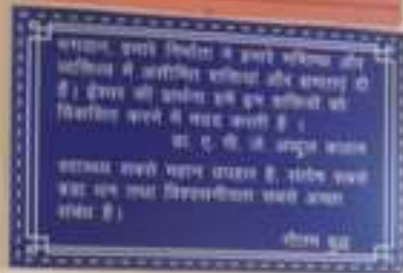 भगवान, हमारे निर्माता ने हमारे मस्तिष्क और
व्यक्तित्व में असीमित शक्तियां और क्षमताएं दी
हैं। ईश्वर की प्रार्थना हमें इन शक्तियों को
विकसित करने में मदद करती है ।
डा. ए. पी. जे. अब्दुल कलाम
स्वास्थ्य सबसे महान उपहार है, संतोष सबसे
बड़ा धन तथा विश्वसनीयता सबसे अच्छा
संबंध है।
गौतम बुद्ध